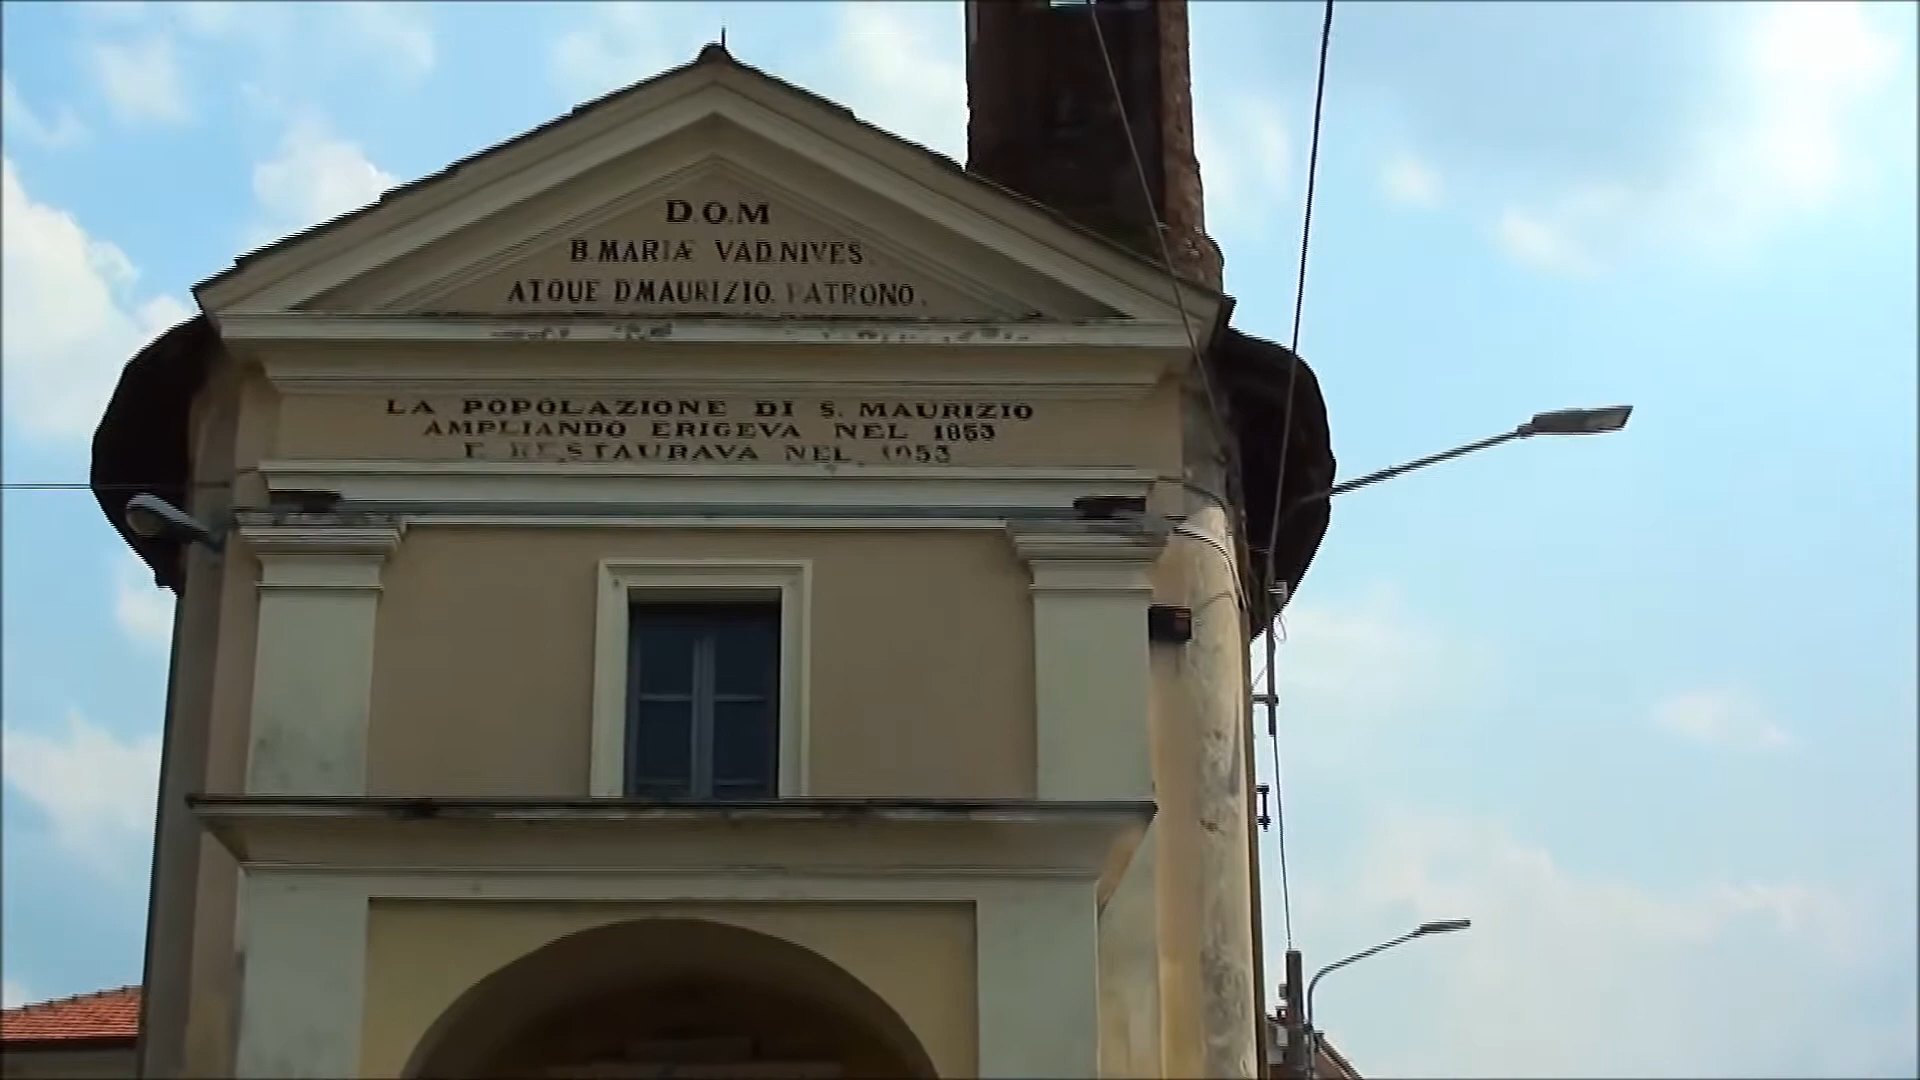 D.O.M
B.MARIÆ VAD.NIVES.
ATQUE D.MAURIZIO. PATRONO.
LA POPOLAZIONE DI S. MAURIZIO
AMPLIANDO ERIGEVA NEL 1853
E RESTAURAVA NEL 1953